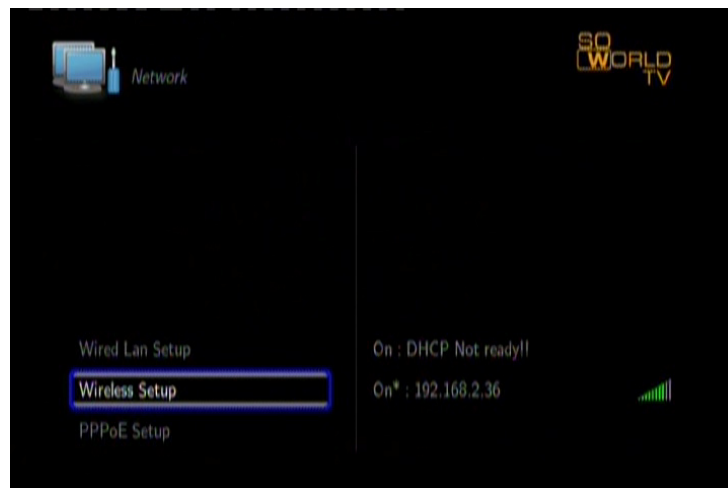 Network
SO
WORLD
TV
Wired Lan Setup
On : DHCP Not ready!!
Wireless Setup
On* : 192.168.2.36
PPPoE Setup